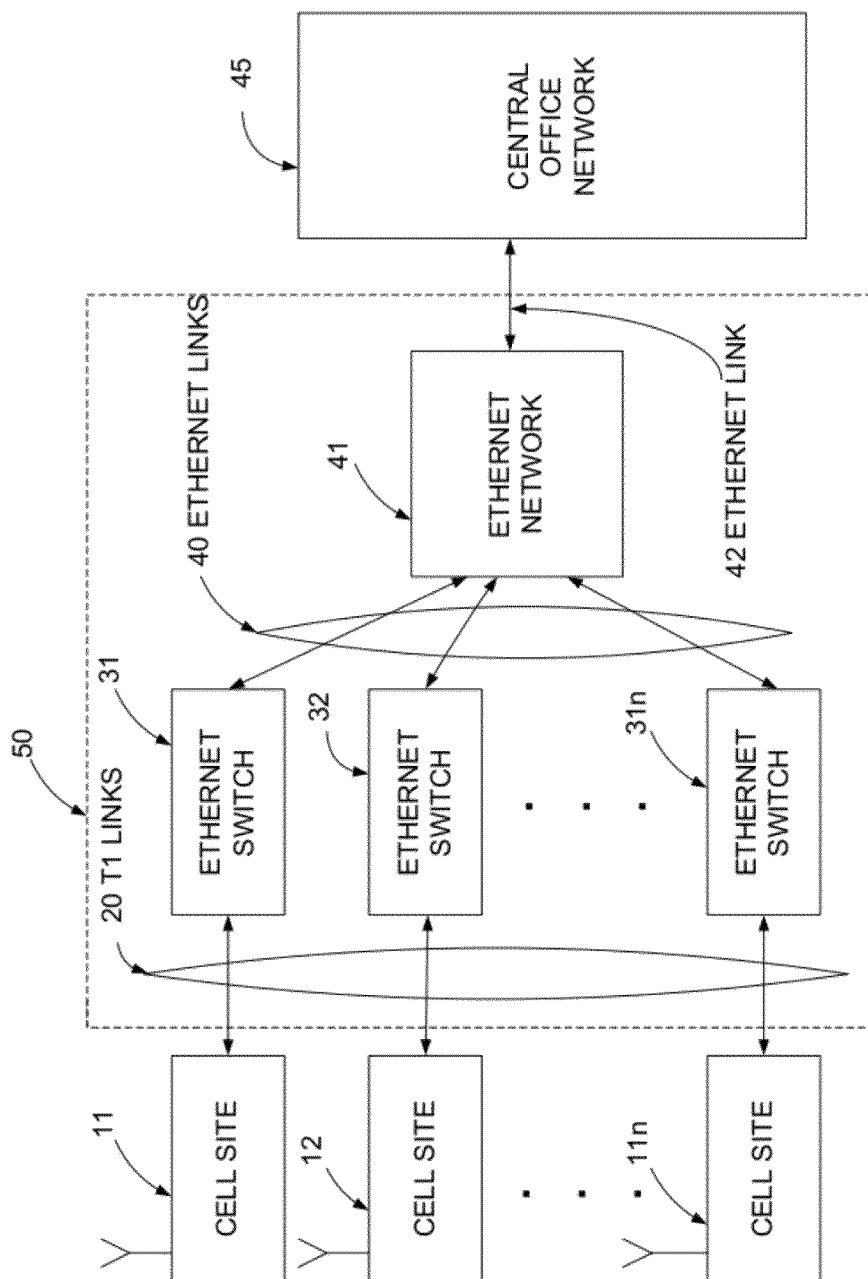 50
20 T1 LINKS
40 ETHERNET LINKS
45
11
CELL SITE
31
ETHERNET
SWITCH
41
ETHERNET
NETWORK
CENTRAL
OFFICE
NETWORK
12
CELL SITE
32
ETHERNET
SWITCH
42 ETHERNET LINK
11n
CELL SITE
31n
ETHERNET
SWITCH